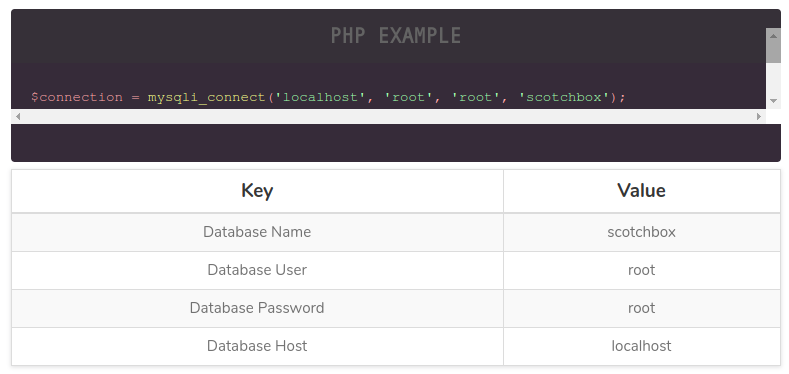 PHP EXAMPLE
$connection = mysqli_connect('localhost', 'root', 'root', 'scotchbox');
Key Value
Database Name scotchbox
Database User root
Database Password root
Database Host localhost